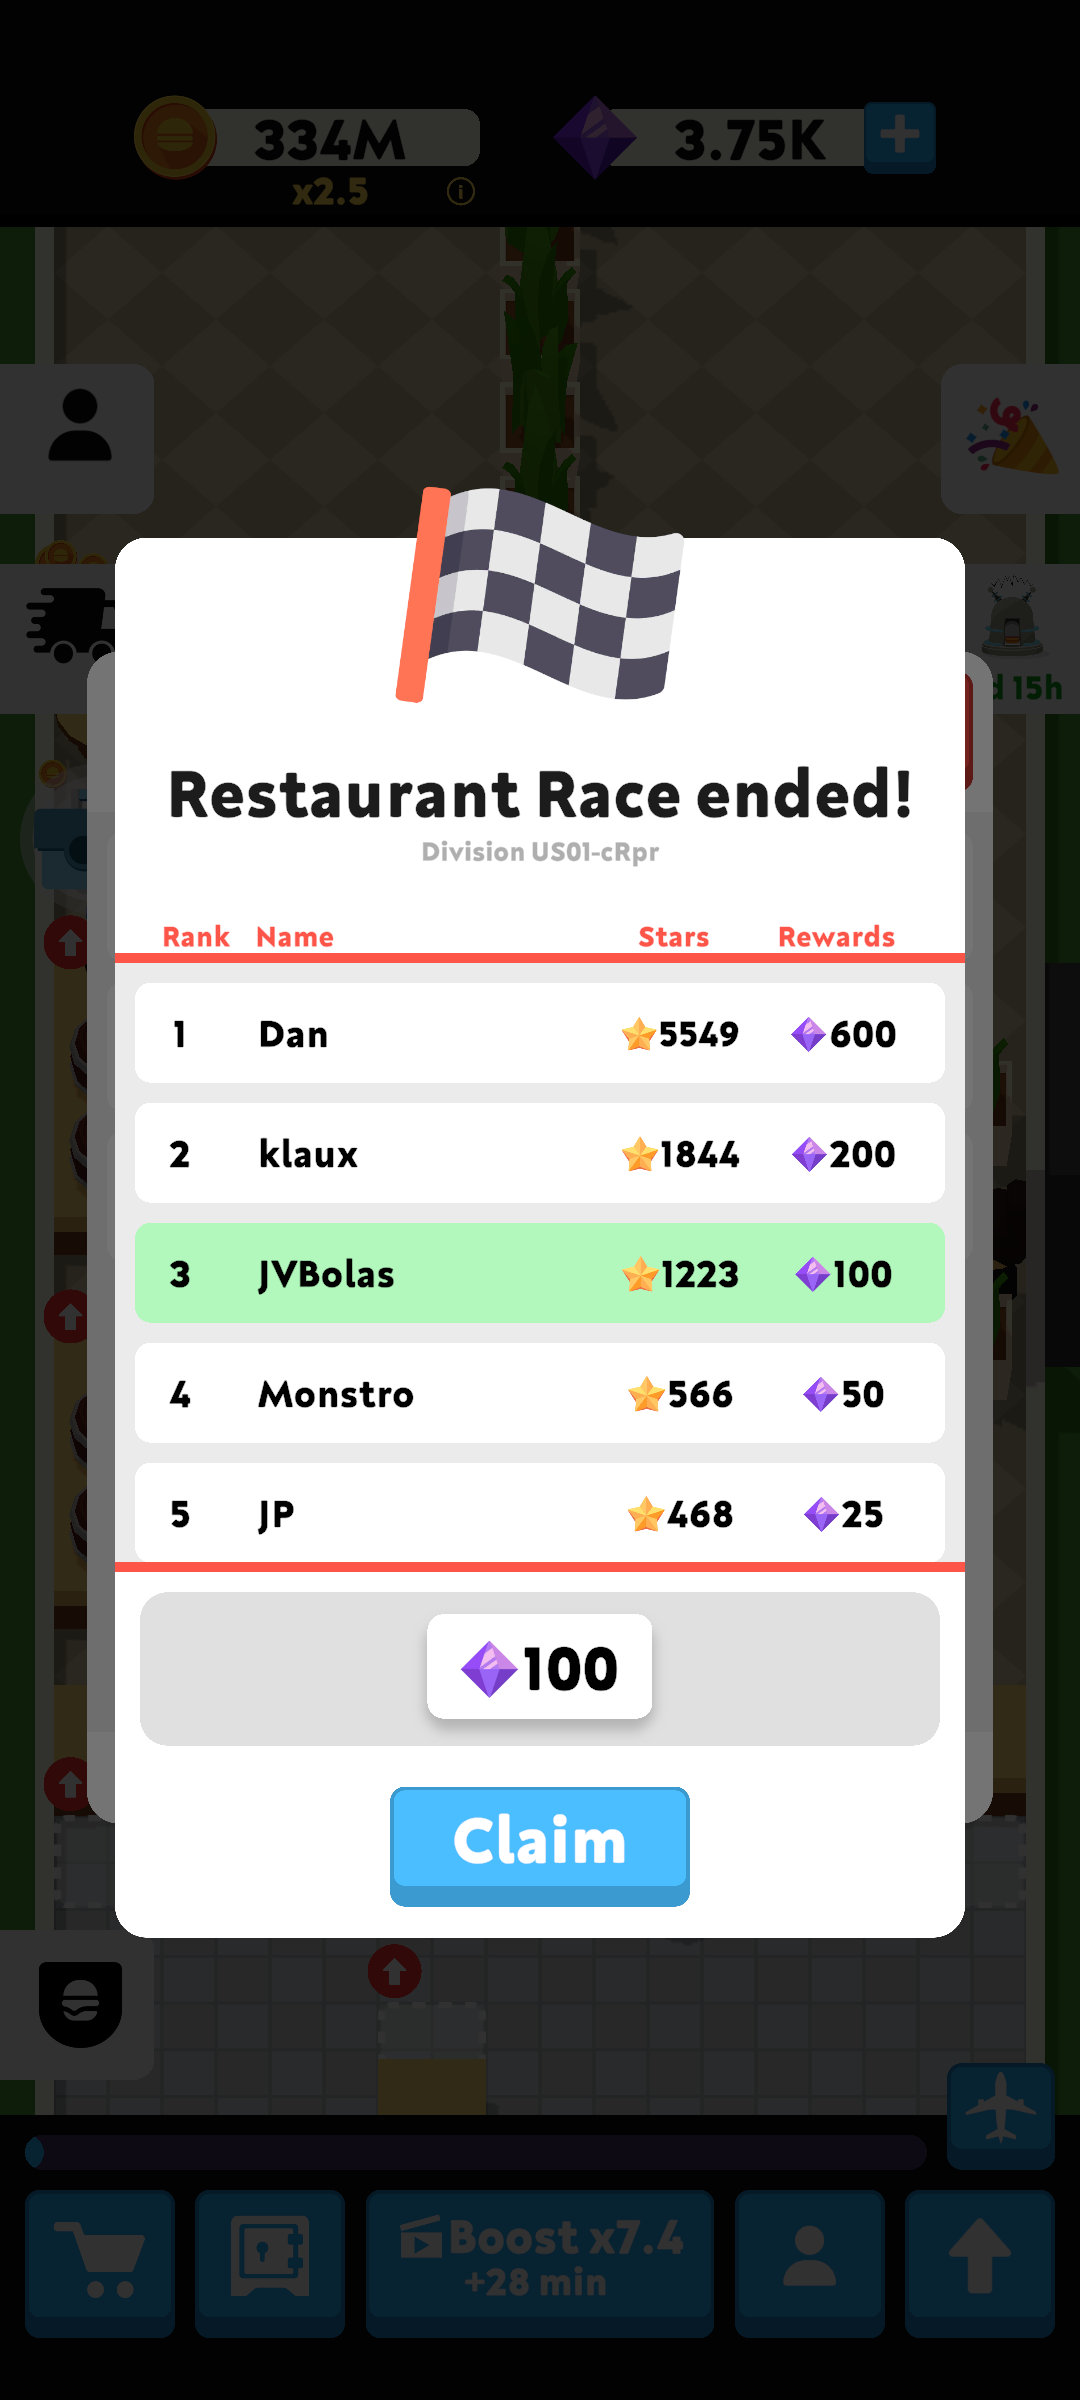 334M
3.75K
x2.5
d 15h
Restaurant Race ended!
Division US01-cRpr
Rank Name Stars Rewards
1 Dan 5549 600
2 klaux 1844 200
3 JVBolas 1223 100
4 Monstro 566 50
5 JP 468 25
100
Claim
Boost x7.4
+28 min